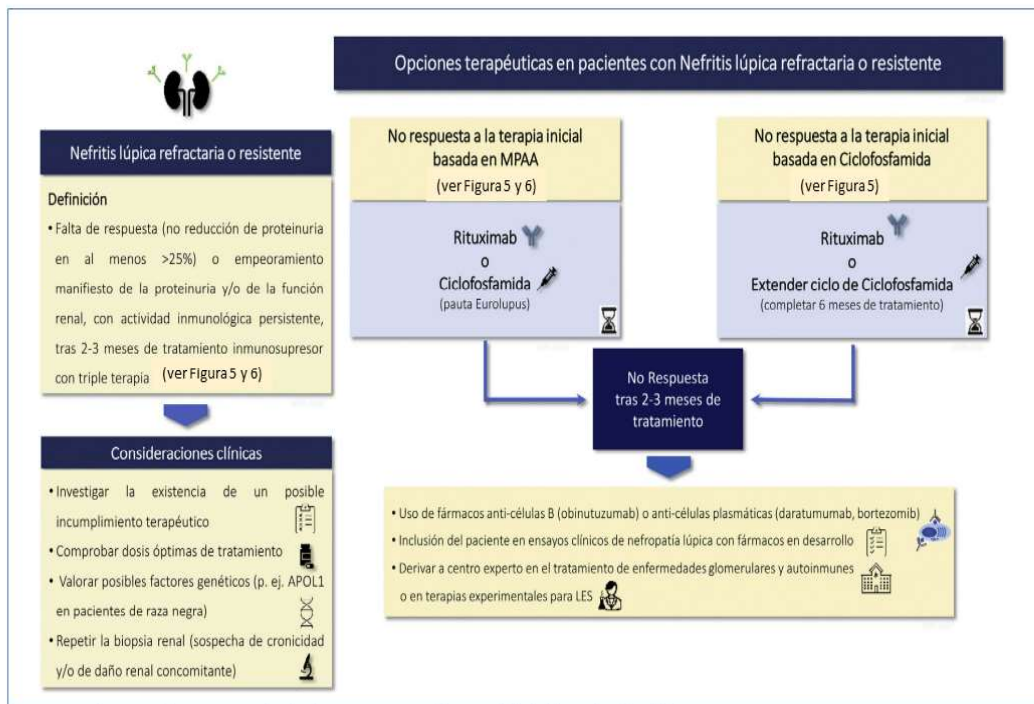 Opciones terapéuticas en pacientes con Nefritis lúpica refractaria o resistente
Nefritis lúpica refractaria o resistente
Definición
• Falta de respuesta (no reducción de proteinuria
en al menos >25%) o empeoramiento
manifiesto de la proteinuria y/o de la función
renal, con actividad inmunológica persistente,
tras 2-3 meses de tratamiento inmunosupresor
con triple terapia (ver Figura 5 y 6)
Consideraciones clínicas
• Investigar la existencia de un posible
incumplimiento terapéutico
• Comprobar dosis óptimas de tratamiento
• Valorar posibles factores genéticos (p. ej. APOL1
en pacientes de raza negra)
• Repetir la biopsia renal (sospecha de cronicidad
y/o de daño renal concomitante)
No respuesta a la terapia inicial
basada en MPAA
(ver Figura 5 y 6)
Rituximab
o
Ciclofosfamida
(pauta Eurolupus)
No respuesta a la terapia inicial
basada en Ciclofosfamida
(ver Figura 5)
Rituximab
o
Extender ciclo de Ciclofosfamida
(completar 6 meses de tratamiento)
No Respuesta
tras 2-3 meses de
tratamiento
• Uso de fármacos anti-células B (obinutuzumab) o anti-células plasmáticas (daratumumab, bortezomib)
• Inclusión del paciente en ensayos clínicos de nefropatía lúpica con fármacos en desarrollo
• Derivar a centro experto en el tratamiento de enfermedades glomerulares y autoinmunes
o en terapias experimentales para LES